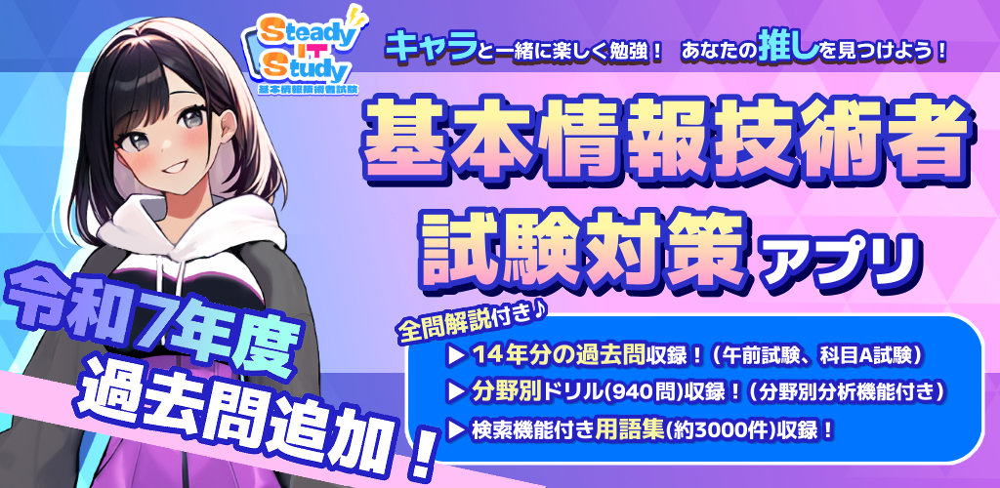 Steady
IT
Study
基本情報技術者試験
キャラと一緒に楽しく勉強！ あなたの推しを見つけよう！
基本情報技術者
試験対策アプリ
令和7年度
過去問追加！
全問解説付き♪
▶ 14年分の過去問収録！（午前試験、科目A試験）
▶ 分野別ドリル(940問)収録！（分野別分析機能付き）
▶ 検索機能付き用語集(約3000件)収録！